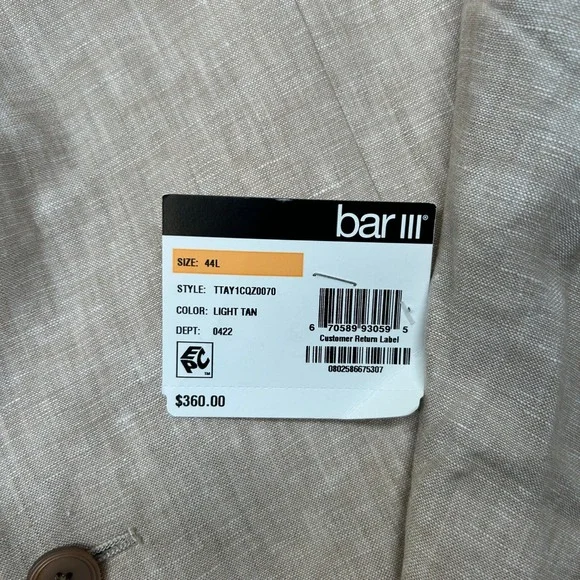 bar III®
SIZE: 44L
STYLE: TTAY1CQZ0070
COLOR: LIGHT TAN
DEPT: 0422
EPC™
6 70589 93059 5
Customer Return Label
0802586675307
$360.00